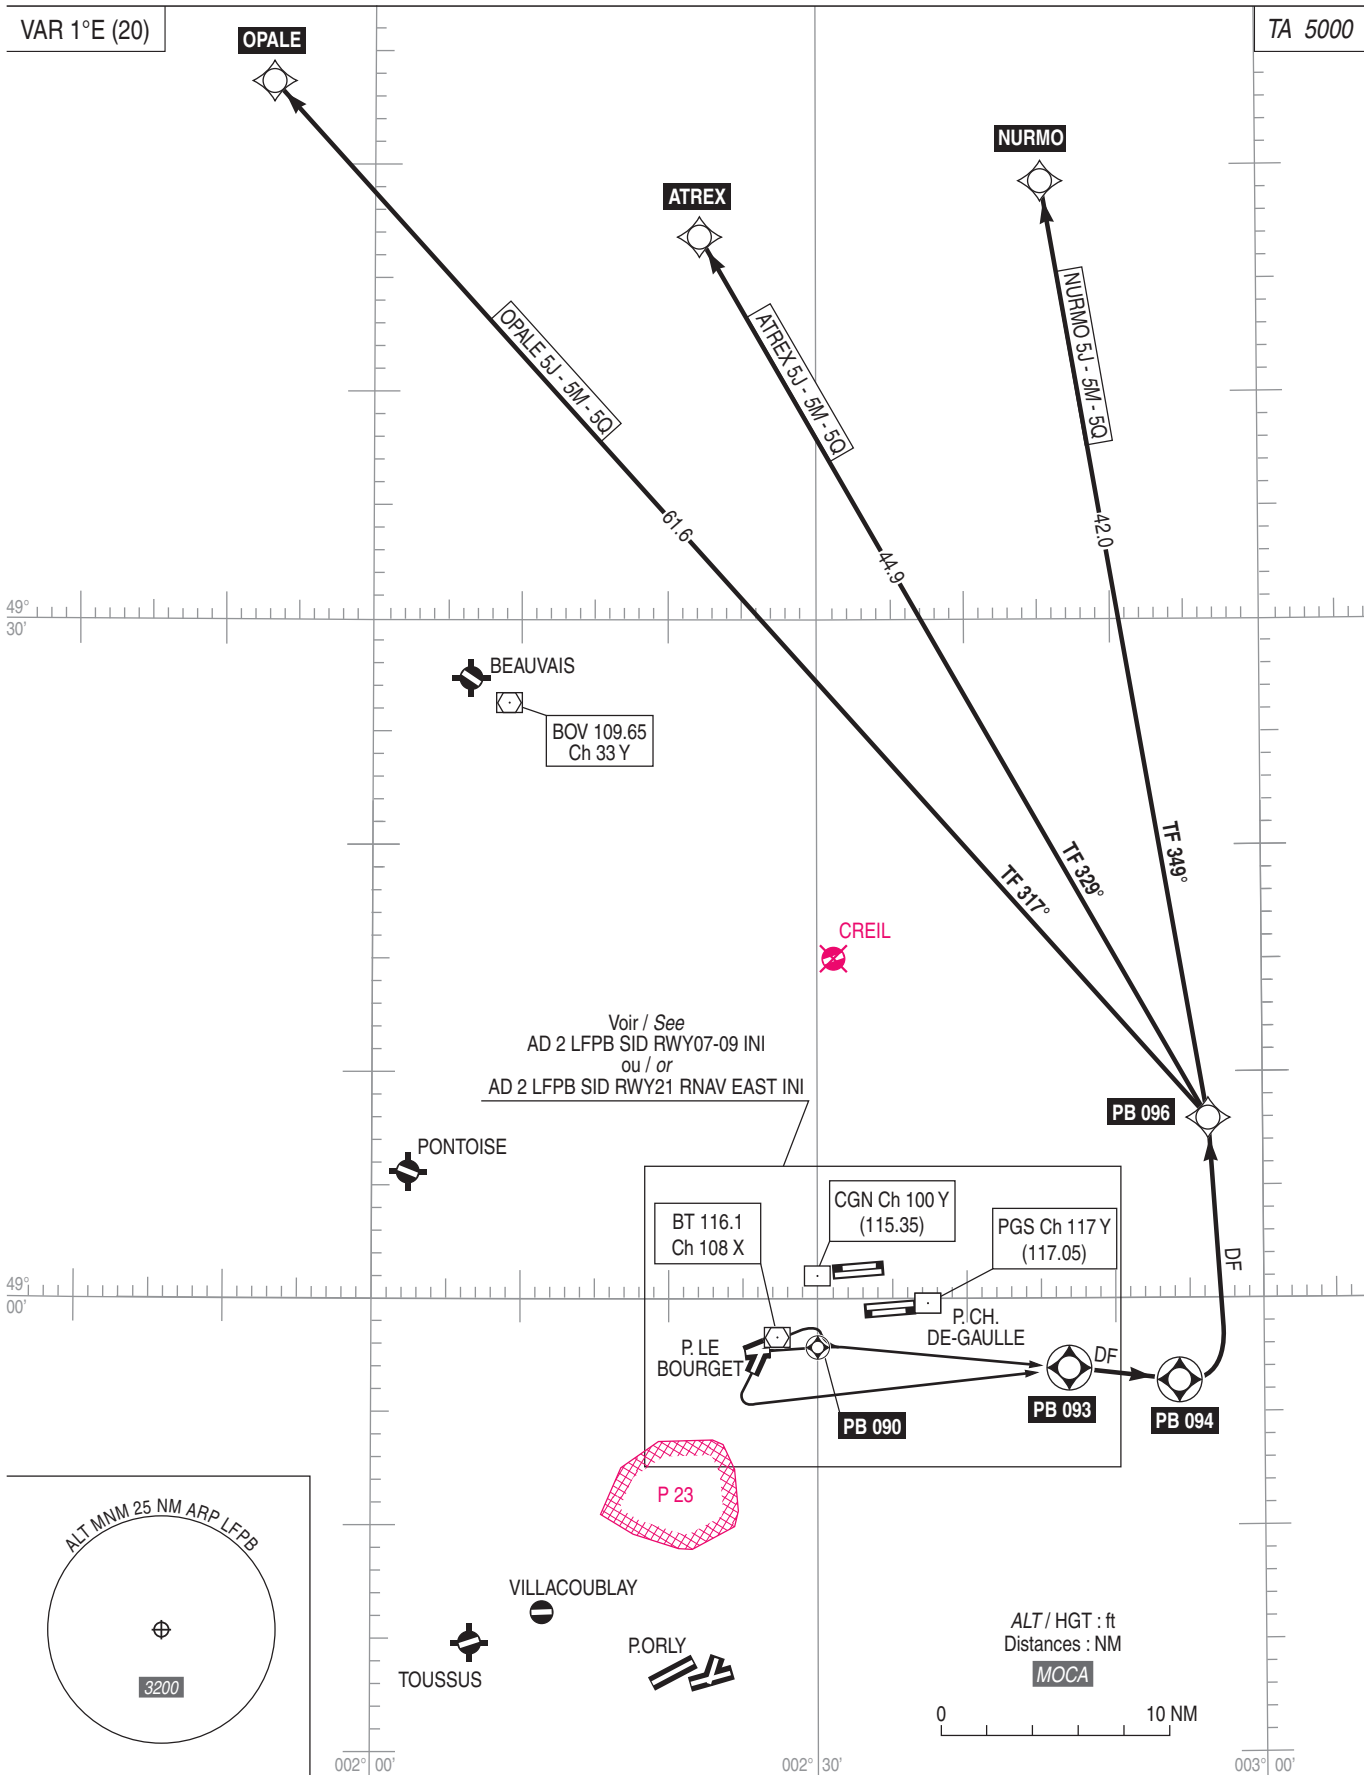 VAR 1°E (20)
TA 5000
OPALE
NURMO
ATREX
OPALE 5J - 5M - 5Q
ATREX 5J - 5M - 5Q
NURMO 5J - 5M - 5Q
61.6
44.9
42.0
49°
30'
BEAUVAIS
BOV 109.65
Ch 33 Y
TF 317°
TF 329°
TF 349°
CREIL
Voir / See
AD 2 LFPB SID RWY07-09 INI
ou / or
AD 2 LFPB SID RWY21 RNAV EAST INI
PB 096
PONTOISE
BT 116.1
Ch 108 X
CGN Ch 100 Y
(115.35)
PGS Ch 117 Y
(117.05)
DF
49°
00'
P.CH.
DE-GAULLE
P. LE
BOURGET
DF
PB 093
PB 094
PB 090
P 23
ALT MNM 25 NM ARP LFPB
3200
VILLACOUBLAY
TOUSSUS
P.ORLY
ALT / HGT : ft
Distances : NM
MOCA
0
10 NM
002° 00'
002° 30'
003° 00'